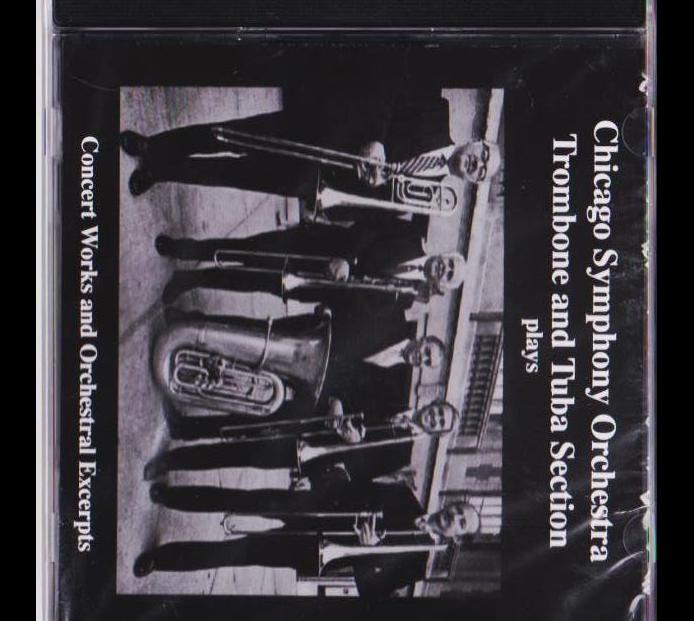 Chicago Symphony Orchestra
Trombone and Tuba Section
plays
Concert Works and Orchestral Excerpts